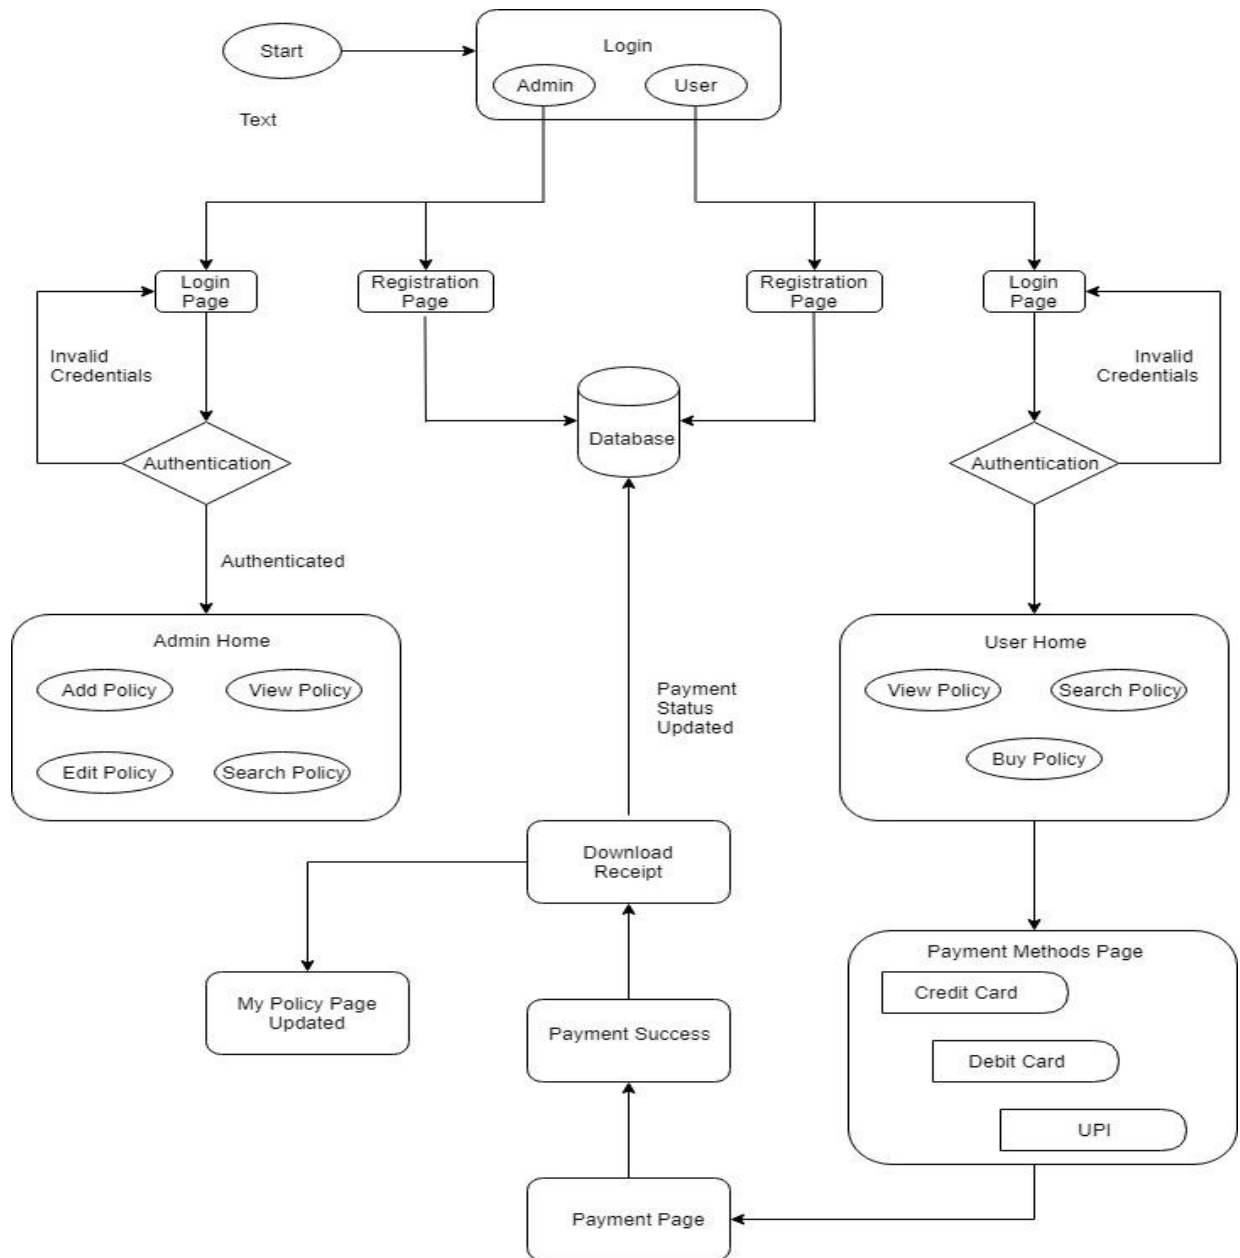 Start
Login
Admin
User
Text
Login
Page
Registration
Page
Registration
Page
Login
Page
Invalid
Credentials
Invalid
Credentials
Database
Authentication
Authentication
Authenticated
Admin Home
Add Policy
View Policy
Edit Policy
Search Policy
Payment
Status
Updated
User Home
View Policy
Search Policy
Buy Policy
Download
Receipt
My Policy Page
Updated
Payment Success
Payment Methods Page
Credit Card
Debit Card
UPI
Payment Page